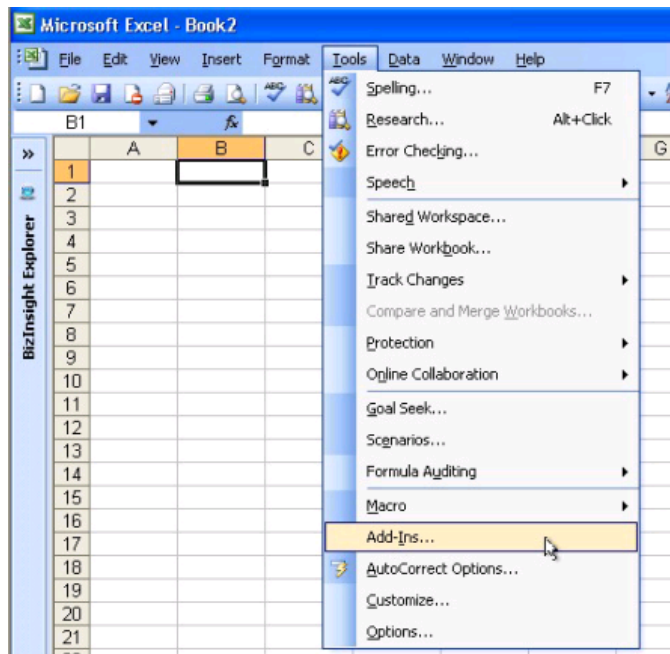 Microsoft Excel - Book2
File Edit View Insert Format Tools Data Window Help
B1 fx
A B C G
BizInsight Explorer
1
2
3
4
5
6
7
8
9
10
11
12
13
14
15
16
17
18
19
20
21
ABC Spelling... F7
Research... Alt+Click
Error Checking...
Speech
Shared Workspace...
Share Workbook...
Track Changes
Compare and Merge Workbooks...
Protection
Online Collaboration
Goal Seek...
Scenarios...
Formula Auditing
Macro
Add-Ins...
AutoCorrect Options...
Customize...
Options...